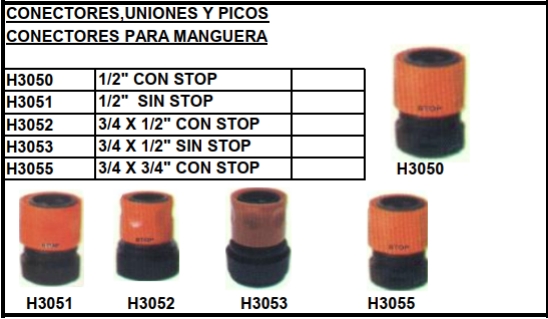 CONECTORES,UNIONES Y PICOS
CONECTORES PARA MANGUERA
H3050 1/2" CON STOP
H3051 1/2" SIN STOP
H3052 3/4 X 1/2" CON STOP
H3053 3/4 X 1/2" SIN STOP
H3055 3/4 X 3/4" CON STOP
STOP
H3050
STOP
STOP
STOP
H3051 H3052 H3053 H3055